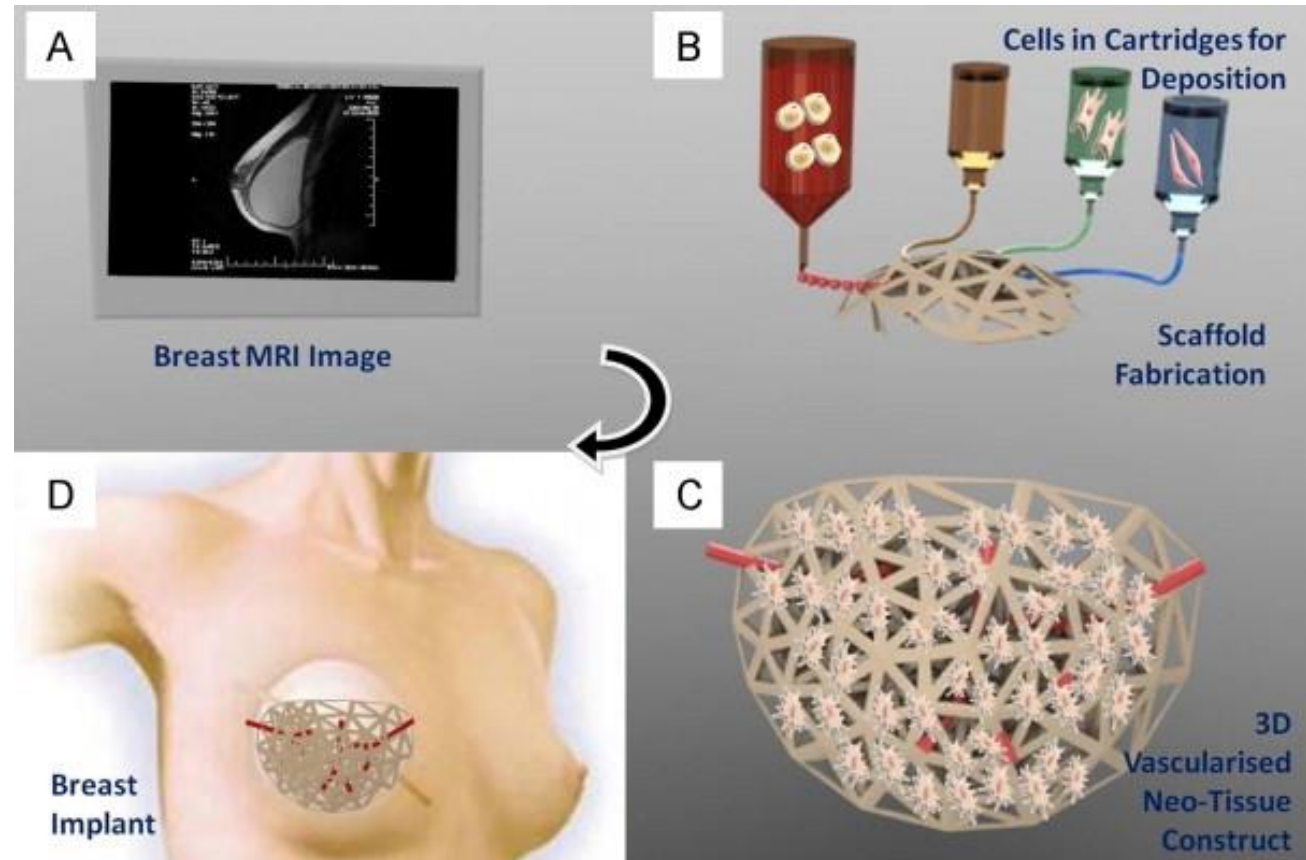 A
Breast MRI Image
B
Cells in Cartridges for
Deposition
Scaffold
Fabrication
D
Breast
Implant
C
3D
Vascularised
Neo-Tissue
Construct